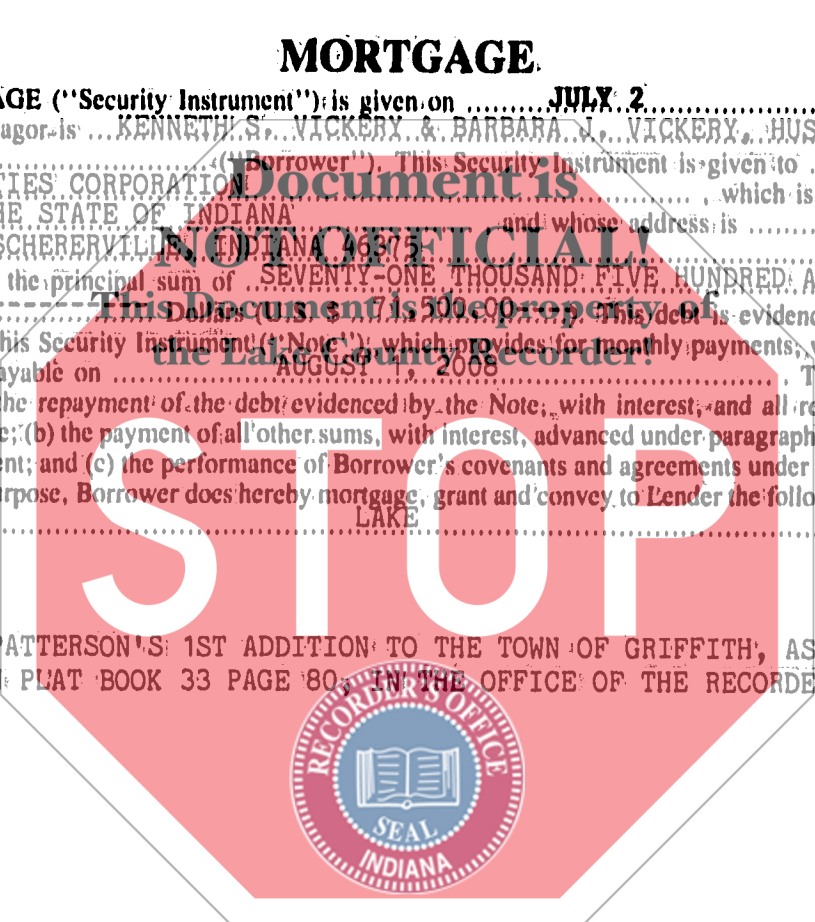 MORTGAGE
AGE ("Security Instrument") is given on ........ JULY 2 ........
agor is ... KENNETH S. VICKERY & BARBARA J. VICKERY, HUS
("Borrower"). This Security Instrument is given to
TIES CORPORATION , which is
HE STATE OF INDIANA and whose address is ........
SCHERERVILLE, INDIANA 46375
the principal sum of SEVENTY-ONE THOUSAND FIVE HUNDRED A
Dollars (U.S. $ 71,500.00 ). This debt is evidenc
his Security Instrument ("Note"), which provides for monthly payments,
ayable on ........ AUGUST 1, 2008 ........ . T
the repayment of the debt evidenced by the Note, with interest, and all re
e; (b) the payment of all other sums, with interest, advanced under paragraph
ent; and (c) the performance of Borrower's covenants and agreements under
urpose, Borrower does hereby mortgage, grant and convey to Lender the follo
LAKE
PATTERSON'S 1ST ADDITION TO THE TOWN OF GRIFFITH, AS
PLAT BOOK 33 PAGE 80, IN THE OFFICE OF THE RECORDE
Document is
NOT OFFICIAL!
This Document is the property of
the Lake County Recorder!
STOP
RECORDER'S OFFICE
SEAL
INDIANA